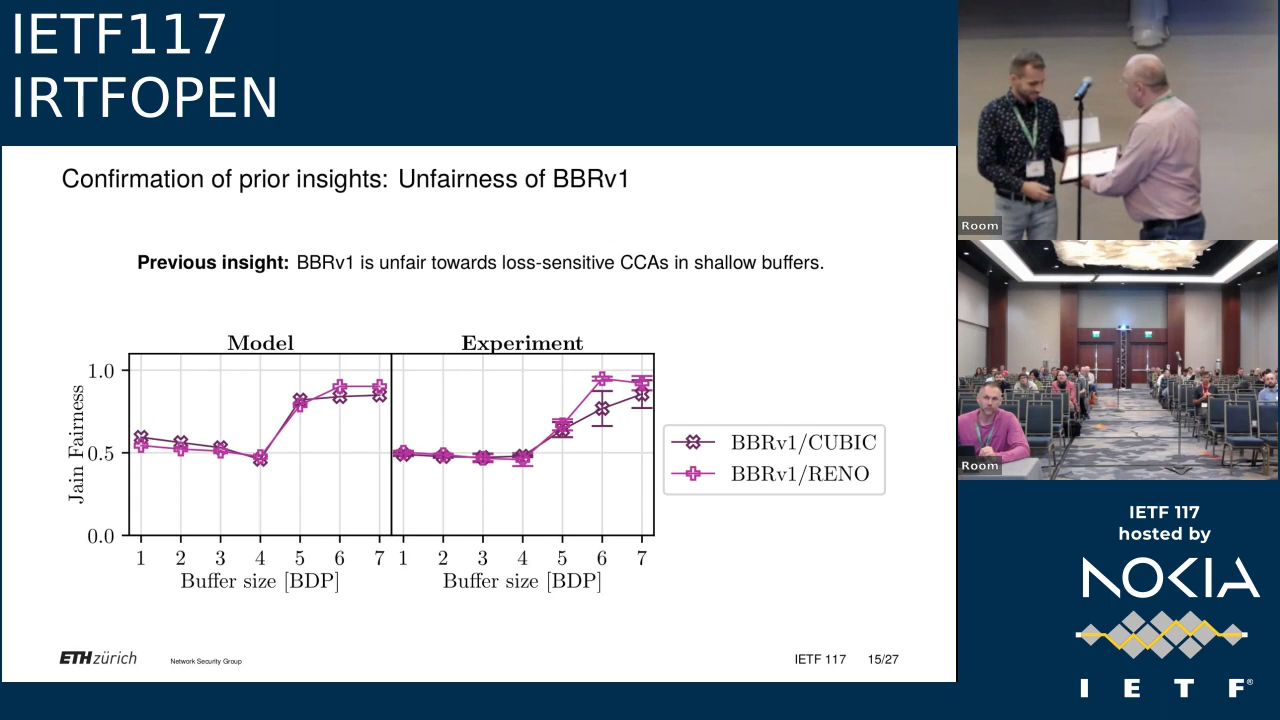 IETF117
IRTFOPEN
Confirmation of prior insights: Unfairness of BBRv1
Previous insight: BBRv1 is unfair towards loss-sensitive CCAs in shallow buffers.
Model
Experiment
Jain Fairness
1.0
0.5
0.0
1 2 3 4 5 6 7
1 2 3 4 5 6 7
Buffer size [BDP]
Buffer size [BDP]
BBRv1/CUBIC
BBRv1/RENO
ETH zürich
Network Security Group
IETF 117
15/27
Room
Room
IETF 117
hosted by
NOKIA
I E T F®